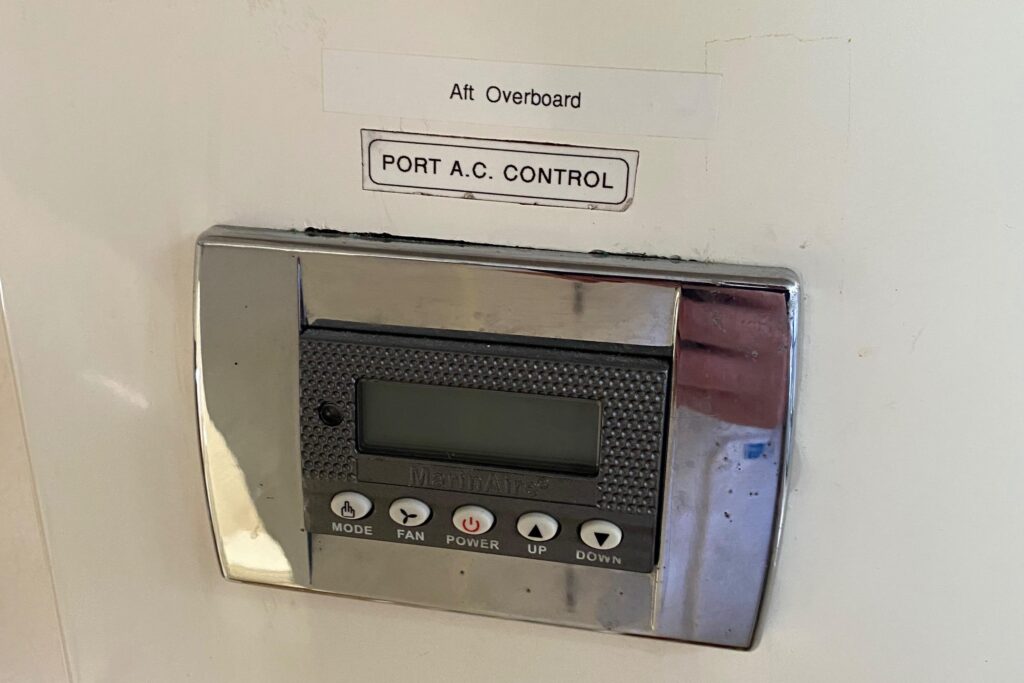 Aft Overboard
PORT A.C. CONTROL
MarinAire
MODE
FAN
POWER
UP
DOWN